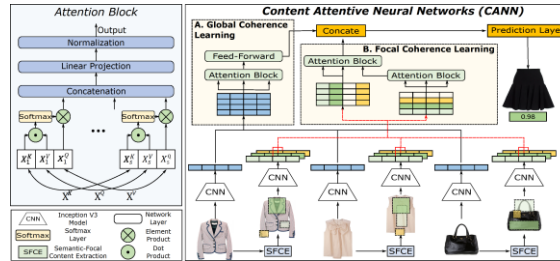 Attention Block
Output
Normalization
Linear Projection
Concatenation
Softmax
...
Softmax
CNN
Inception V3 Model
Network Layer
Softmax
Softmax Layer
Element Product
SFCE
Semantic-Focal Content Extraction
Dot Product
Content Attentive Neural Networks (CANN)
A. Global Coherence Learning
Feed-Forward
Attention Block
Concate
Prediction Layer
B. Focal Coherence Learning
Attention Block
Attention Block
0.98
CNN
CNN
CNN
CNN
CNN
CNN
SFCE
SFCE
SFCE